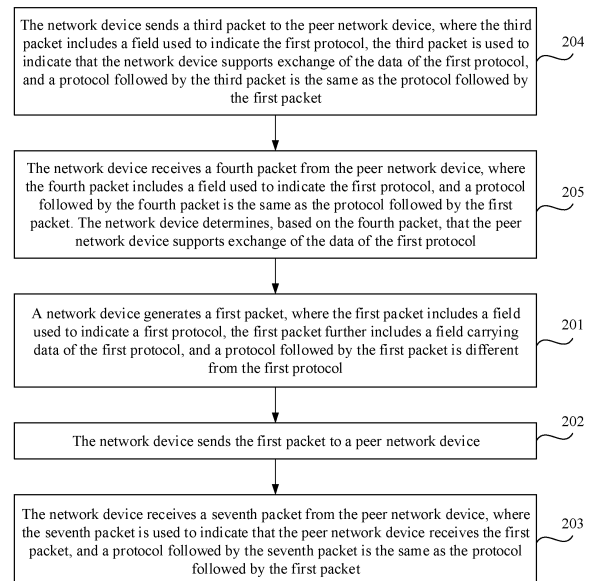 The network device sends a third packet to the peer network device, where the third
packet includes a field used to indicate the first protocol, the third packet is used to
indicate that the network device supports exchange of the data of the first protocol,
and a protocol followed by the third packet is the same as the protocol followed by
the first packet
204
The network device receives a fourth packet from the peer network device, where
the fourth packet includes a field used to indicate the first protocol, and a protocol
followed by the fourth packet is the same as the protocol followed by the first
packet. The network device determines, based on the fourth packet, that the peer
network device supports exchange of the data of the first protocol
205
A network device generates a first packet, where the first packet includes a field
used to indicate a first protocol, the first packet further includes a field carrying
data of the first protocol, and a protocol followed by the first packet is different
from the first protocol
201
The network device sends the first packet to a peer network device
202
The network device receives a seventh packet from the peer network device, where
the seventh packet is used to indicate that the peer network device receives the first
packet, and a protocol followed by the seventh packet is the same as the protocol
followed by the first packet
203